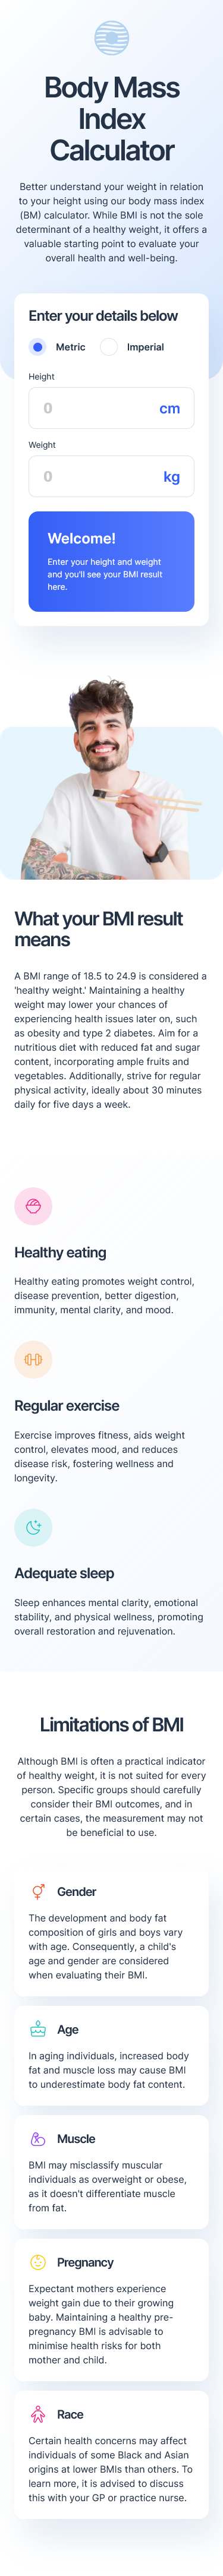 Body Mass
Index
Calculator
Better understand your weight in relation
to your height using our body mass index
(BM) calculator. While BMI is not the sole
determinant of a healthy weight, it offers a
valuable starting point to evaluate your
overall health and well-being.
Enter your details below
Metric
Imperial
Height
0
cm
Weight
0
kg
Welcome!
Enter your height and weight
and you'll see your BMI result
here.
What your BMI result
means
A BMI range of 18.5 to 24.9 is considered a
'healthy weight.' Maintaining a healthy
weight may lower your chances of
experiencing health issues later on, such
as obesity and type 2 diabetes. Aim for a
nutritious diet with reduced fat and sugar
content, incorporating ample fruits and
vegetables. Additionally, strive for regular
physical activity, ideally about 30 minutes
daily for five days a week.
Healthy eating
Healthy eating promotes weight control,
disease prevention, better digestion,
immunity, mental clarity, and mood.
Regular exercise
Exercise improves fitness, aids weight
control, elevates mood, and reduces
disease risk, fostering wellness and
longevity.
Adequate sleep
Sleep enhances mental clarity, emotional
stability, and physical wellness, promoting
overall restoration and rejuvenation.
Limitations of BMI
Although BMI is often a practical indicator
of healthy weight, it is not suited for every
person. Specific groups should carefully
consider their BMI outcomes, and in
certain cases, the measurement may not
be beneficial to use.
Gender
The development and body fat
composition of girls and boys vary
with age. Consequently, a child's
age and gender are considered
when evaluating their BMI.
Age
In aging individuals, increased body
fat and muscle loss may cause BMI
to underestimate body fat content.
Muscle
BMI may misclassify muscular
individuals as overweight or obese,
as it doesn't differentiate muscle
from fat.
Pregnancy
Expectant mothers experience
weight gain due to their growing
baby. Maintaining a healthy pre-
pregnancy BMI is advisable to
minimise health risks for both
mother and child.
Race
Certain health concerns may affect
individuals of some Black and Asian
origins at lower BMIs than others. To
learn more, it is advised to discuss
this with your GP or practice nurse.